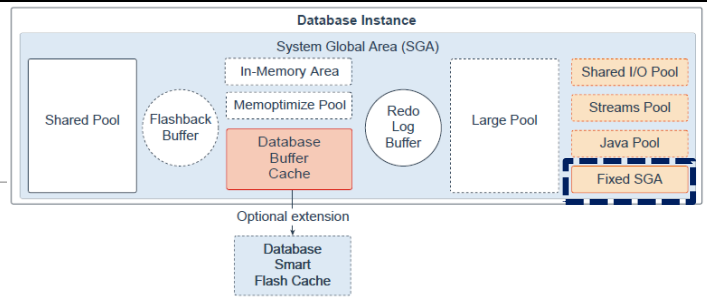 Database Instance
System Global Area (SGA)
Shared Pool
Flashback
Buffer
In-Memory Area
Memoptimize Pool
Database
Buffer
Cache
Redo
Log
Buffer
Large Pool
Shared I/O Pool
Streams Pool
Java Pool
Fixed SGA
Optional extension
Database
Smart
Flash Cache